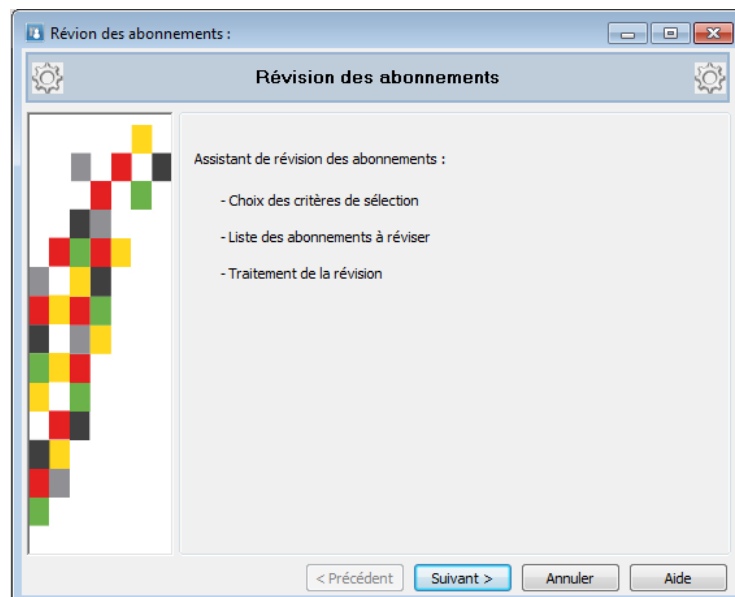 Révion des abonnements :
Révision des abonnements
Assistant de révision des abonnements :
- Choix des critères de sélection
- Liste des abonnements à réviser
- Traitement de la révision
< Précédent Suivant > Annuler Aide